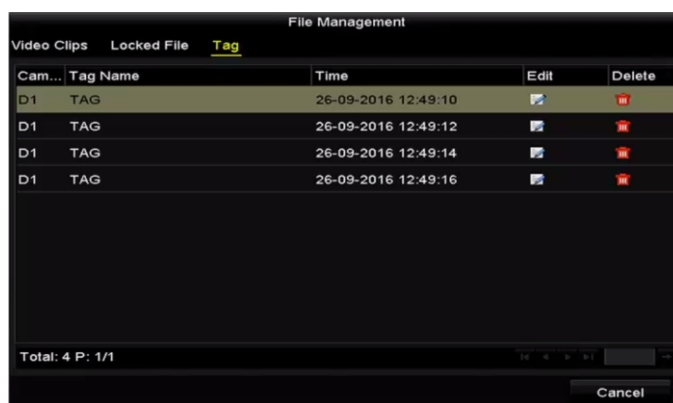 File Management
Video Clips Locked File Tag
Cam... Tag Name Time Edit Delete
D1 TAG 26-09-2016 12:49:10
D1 TAG 26-09-2016 12:49:12
D1 TAG 26-09-2016 12:49:14
D1 TAG 26-09-2016 12:49:16
Total: 4 P: 1/1
Cancel